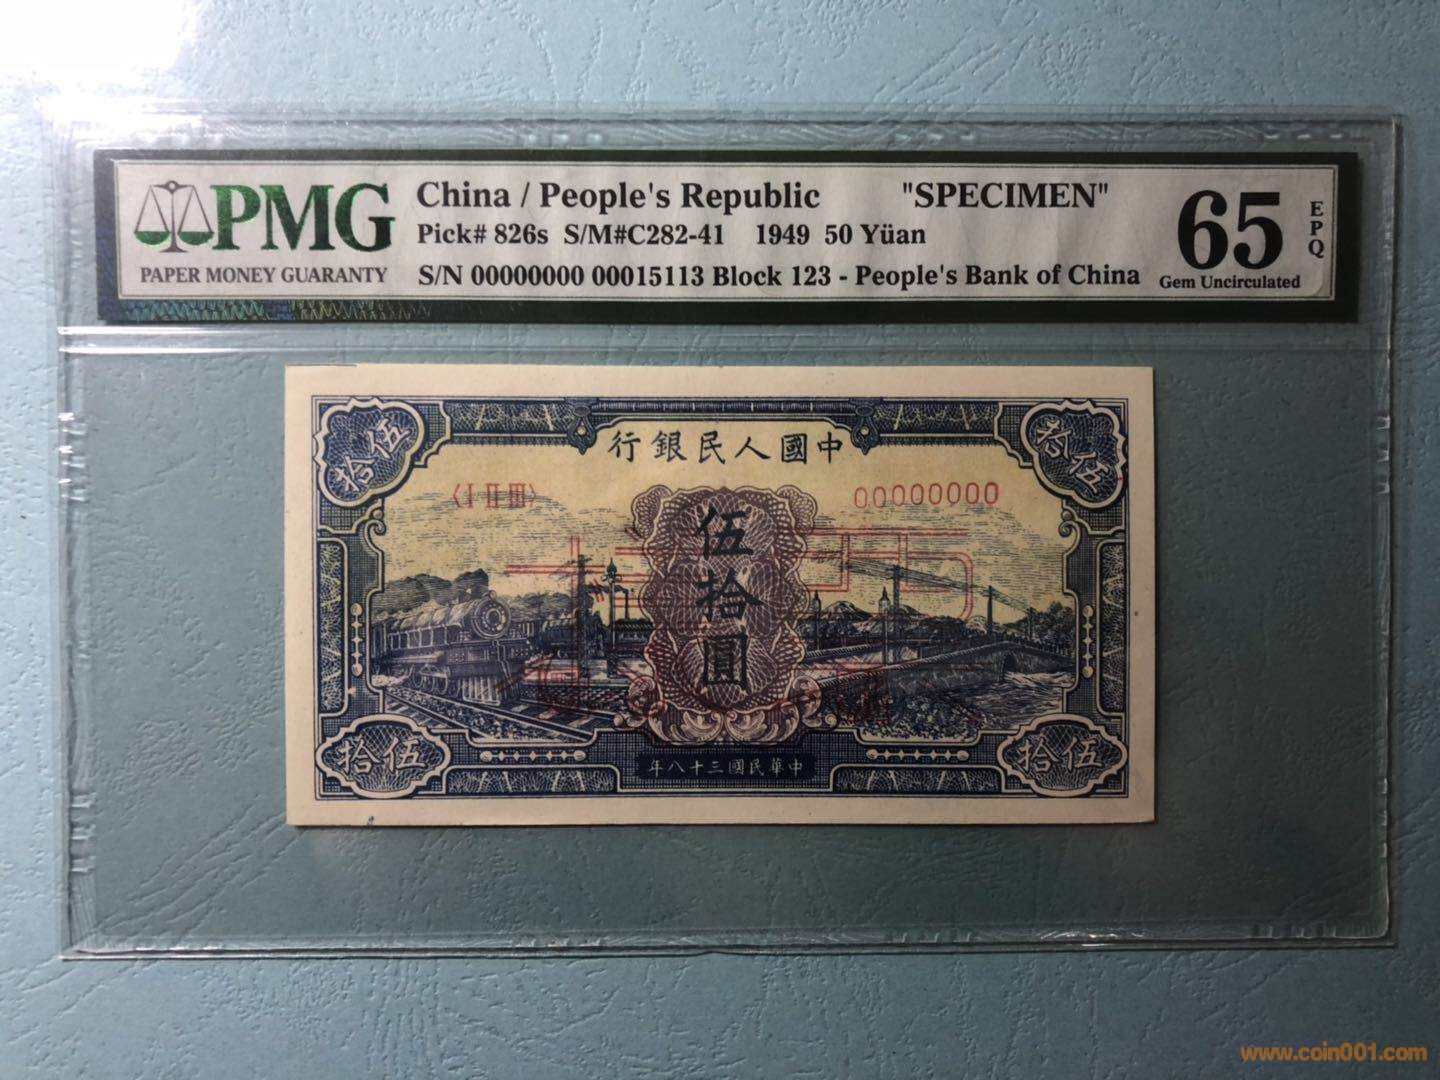 PMG
PAPER MONEY GUARANTY
China / People's Republic "SPECIMEN"
Pick# 826s S/M#C282-41 1949 50 Yüan
S/N 00000000 00015113 Block 123 - People's Bank of China
65
EPQ
Gem Uncirculated
伍拾
行銀民人國中
拾伍
〈I II III〉
00000000
伍
拾
圓
拾伍
年八十三國民華中
拾伍
www.coin001.com